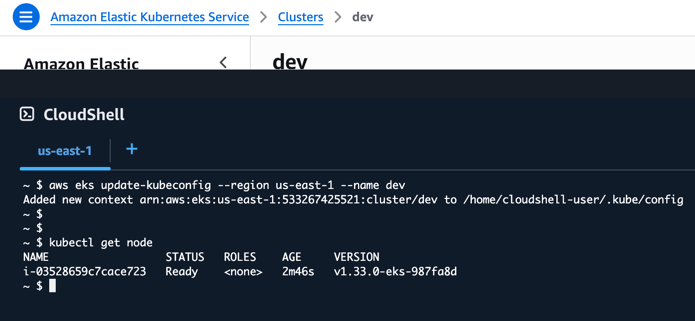 Amazon Elastic Kubernetes Service > Clusters > dev
Amazon Elastic <
dev
CloudShell
us-east-1 +
~ $ aws eks update-kubeconfig --region us-east-1 --name dev
Added new context arn:aws:eks:us-east-1:533267425521:cluster/dev to /home/cloudshell-user/.kube/config
~ $
~ $
~ $ kubectl get node
NAME STATUS ROLES AGE VERSION
i-03528659c7cace723 Ready <none> 2m46s v1.33.0-eks-987fa8d
~ $